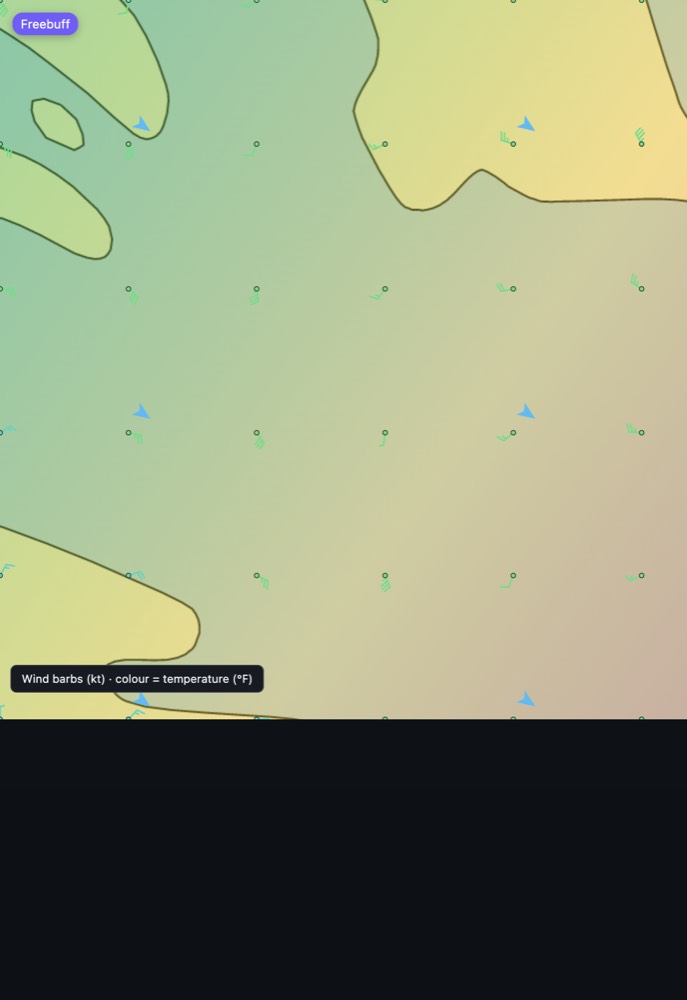 Freebuff
Wind barbs (kt) · colour = temperature (°F)